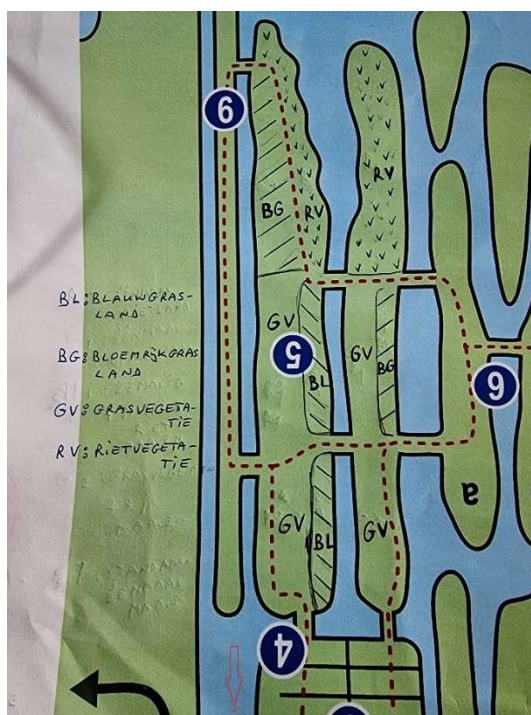 6
RV
RV
BG
BL: BLAUWGRAS-
LAND
GV
5
GV
BG
BL
BG: BLOEMRIJKGRAS
LAND
9
GV: GRASVEGETA-
TIE
RV: RIETVEGETA-
TIE
a
GV
BL
GV
4